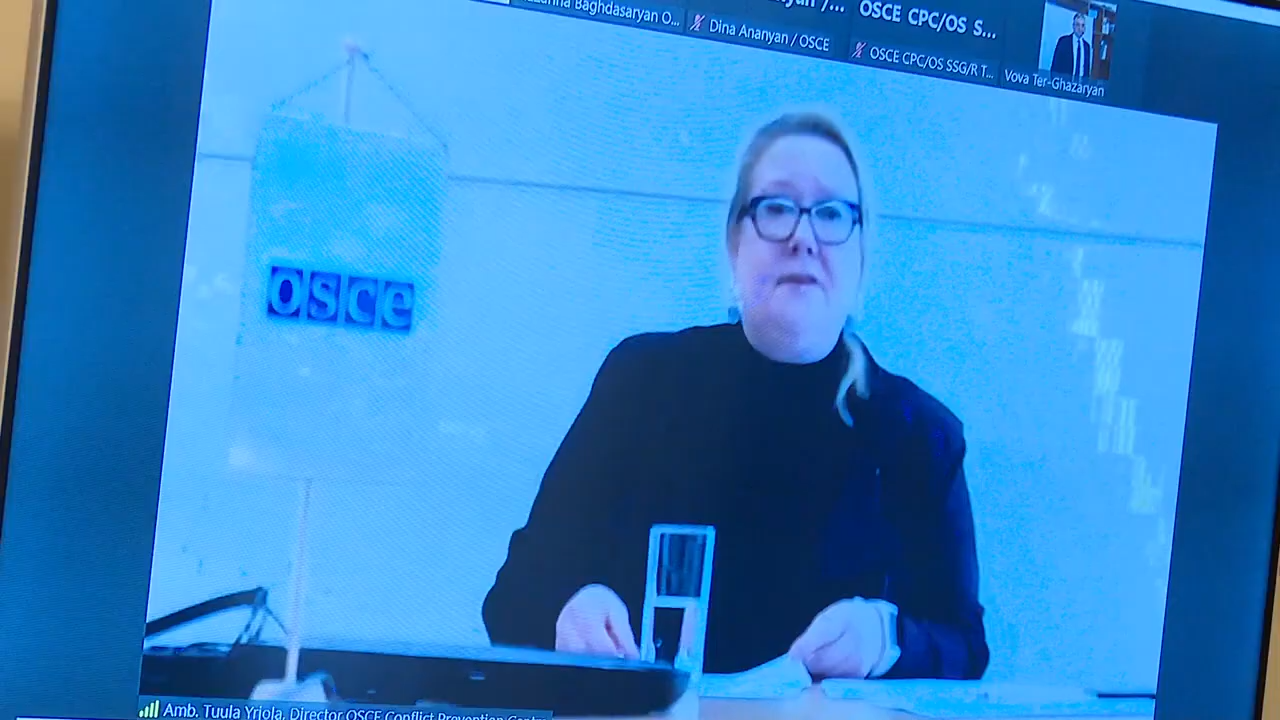 Baghdasaryan O...
Dina Ananyan / OSCE
OSCE CPC/OS S...
OSCE CPC/OS SSG/R T...
Vova Ter-Ghazaryan
osce
Amb. Tuula Yrjola, Director OSCE Conflict Prevention